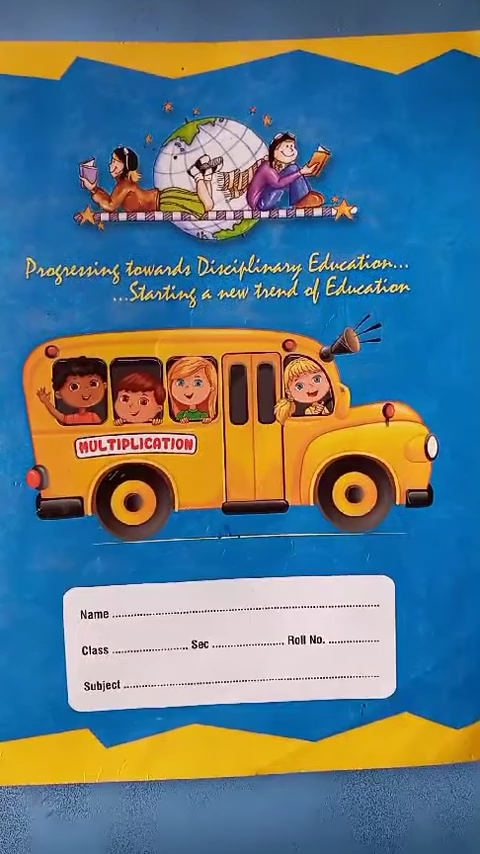 Progressing towards Disciplinary Education...
...Starting a new trend of Education
MULTIPLICATION
Name ........................................................................
Class ..................... Sec .................... Roll No. ..............
Subject .....................................................................